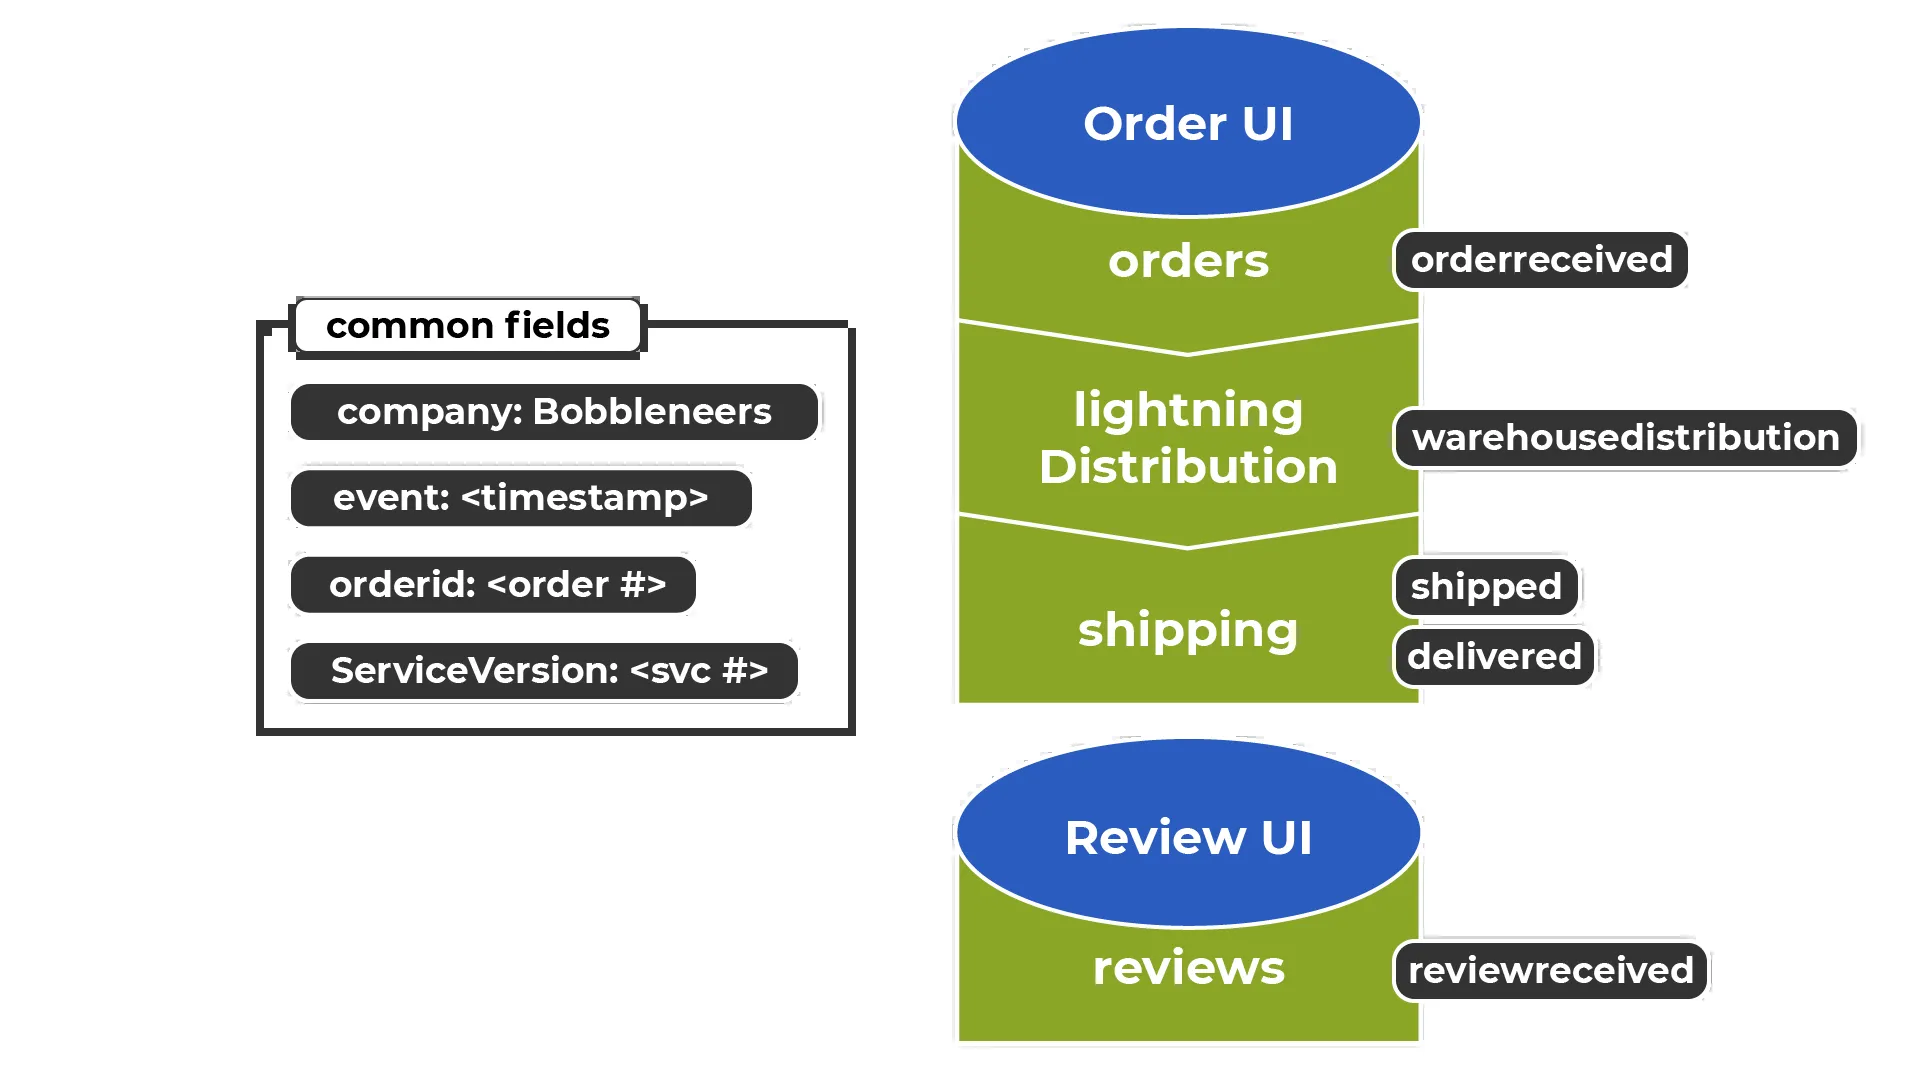 common fields
company: Bobbleneers
event: <timestamp>
orderid: <order #>
ServiceVersion: <svc #>
Order UI
orders
orderreceived
lightning
Distribution
warehousedistribution
shipping
shipped
delivered
Review UI
reviews
reviewreceived